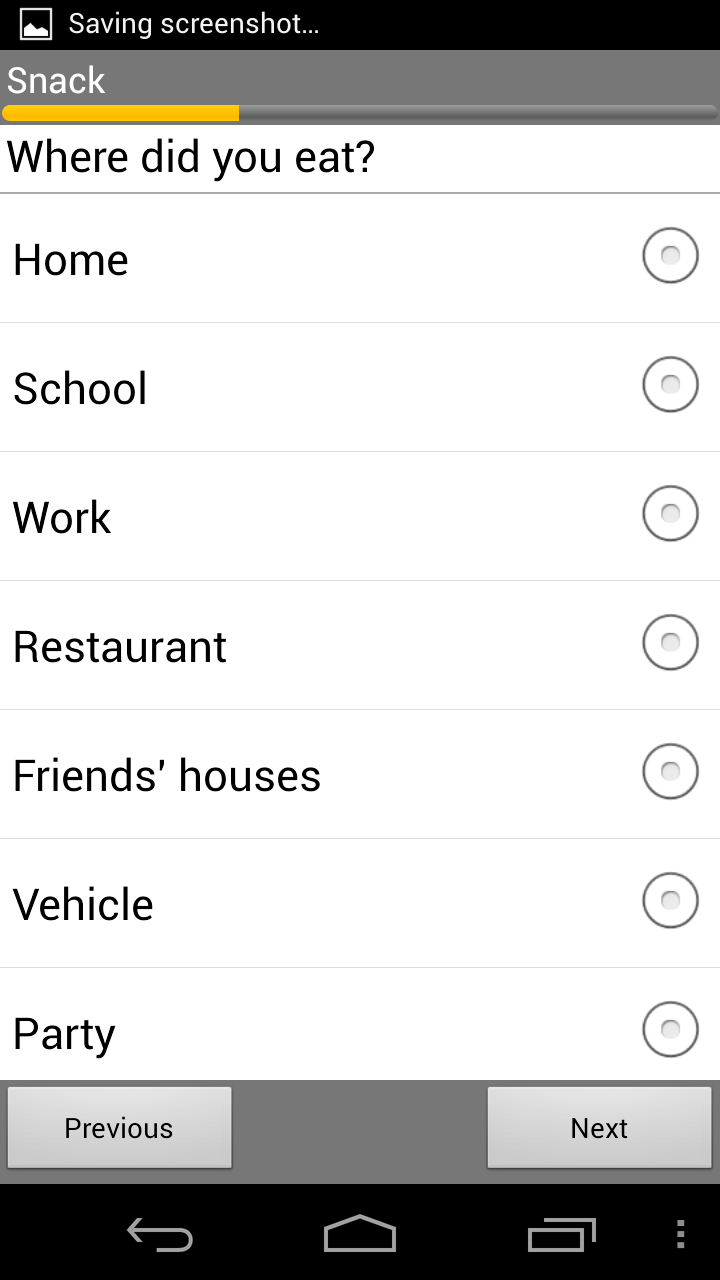 Saving screenshot...
Snack
Where did you eat?
Home
School
Work
Restaurant
Friends' houses
Vehicle
Party
Previous
Next